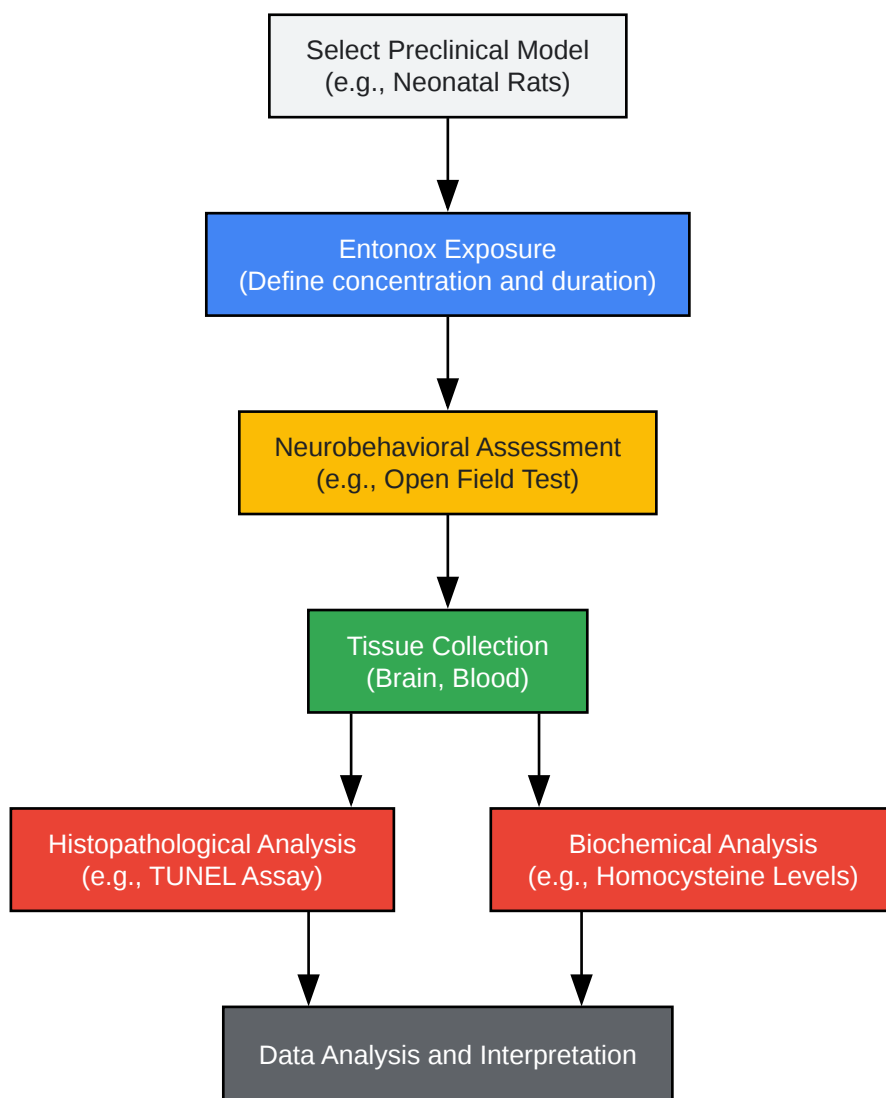 Select Preclinical Model
(e.g., Neonatal Rats)
Entonox Exposure
(Define concentration and duration)
Neurobehavioral Assessment
(e.g., Open Field Test)
Tissue Collection
(Brain, Blood)
Histopathological Analysis
(e.g., TUNEL Assay)
Biochemical Analysis
(e.g., Homocysteine Levels)
Data Analysis and Interpretation